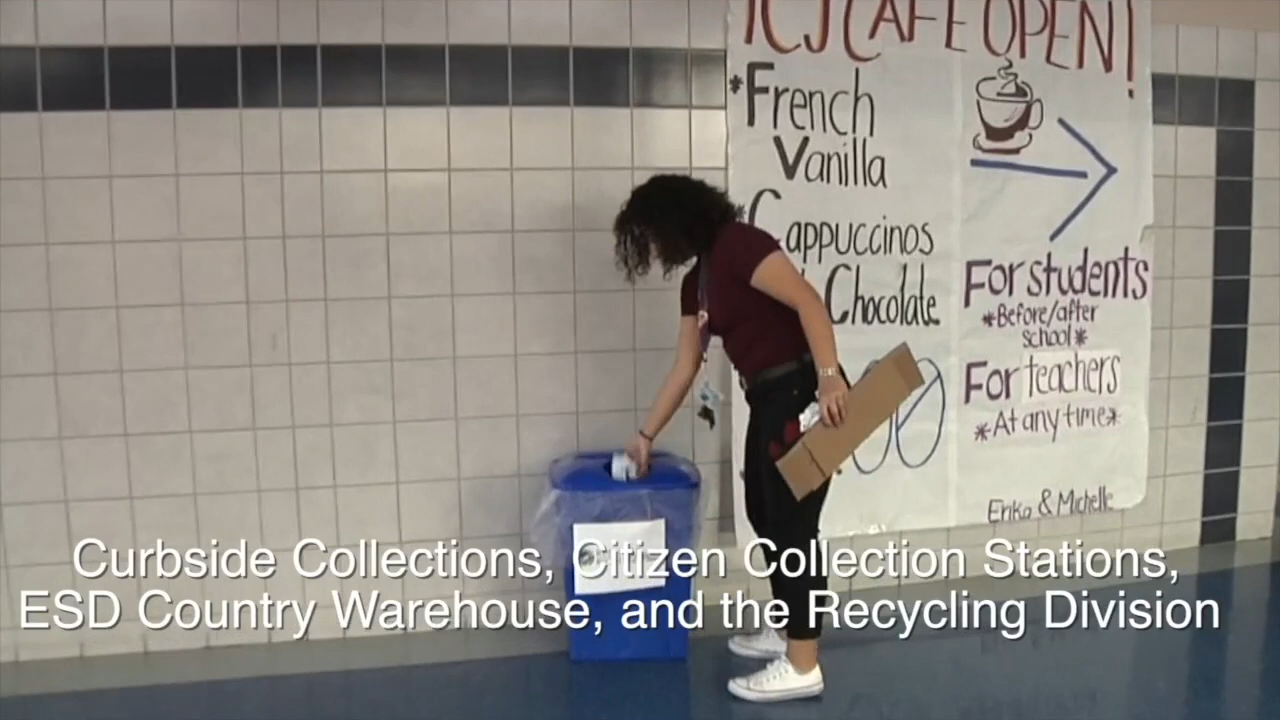 CAFE OPEN!
*French
Vanilla
*Cappuccinos
Chocolate
For students
*Before/after
school*
For teachers
*At any time*
Erika & Michelle
Curbside Collections, Citizen Collection Stations,
ESD Country Warehouse, and the Recycling Division